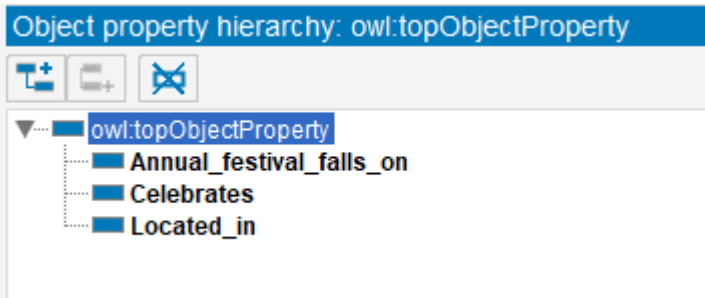 Object property hierarchy: owl:topObjectProperty
owl:topObjectProperty
Annual_festival_falls_on
Celebrates
Located_in